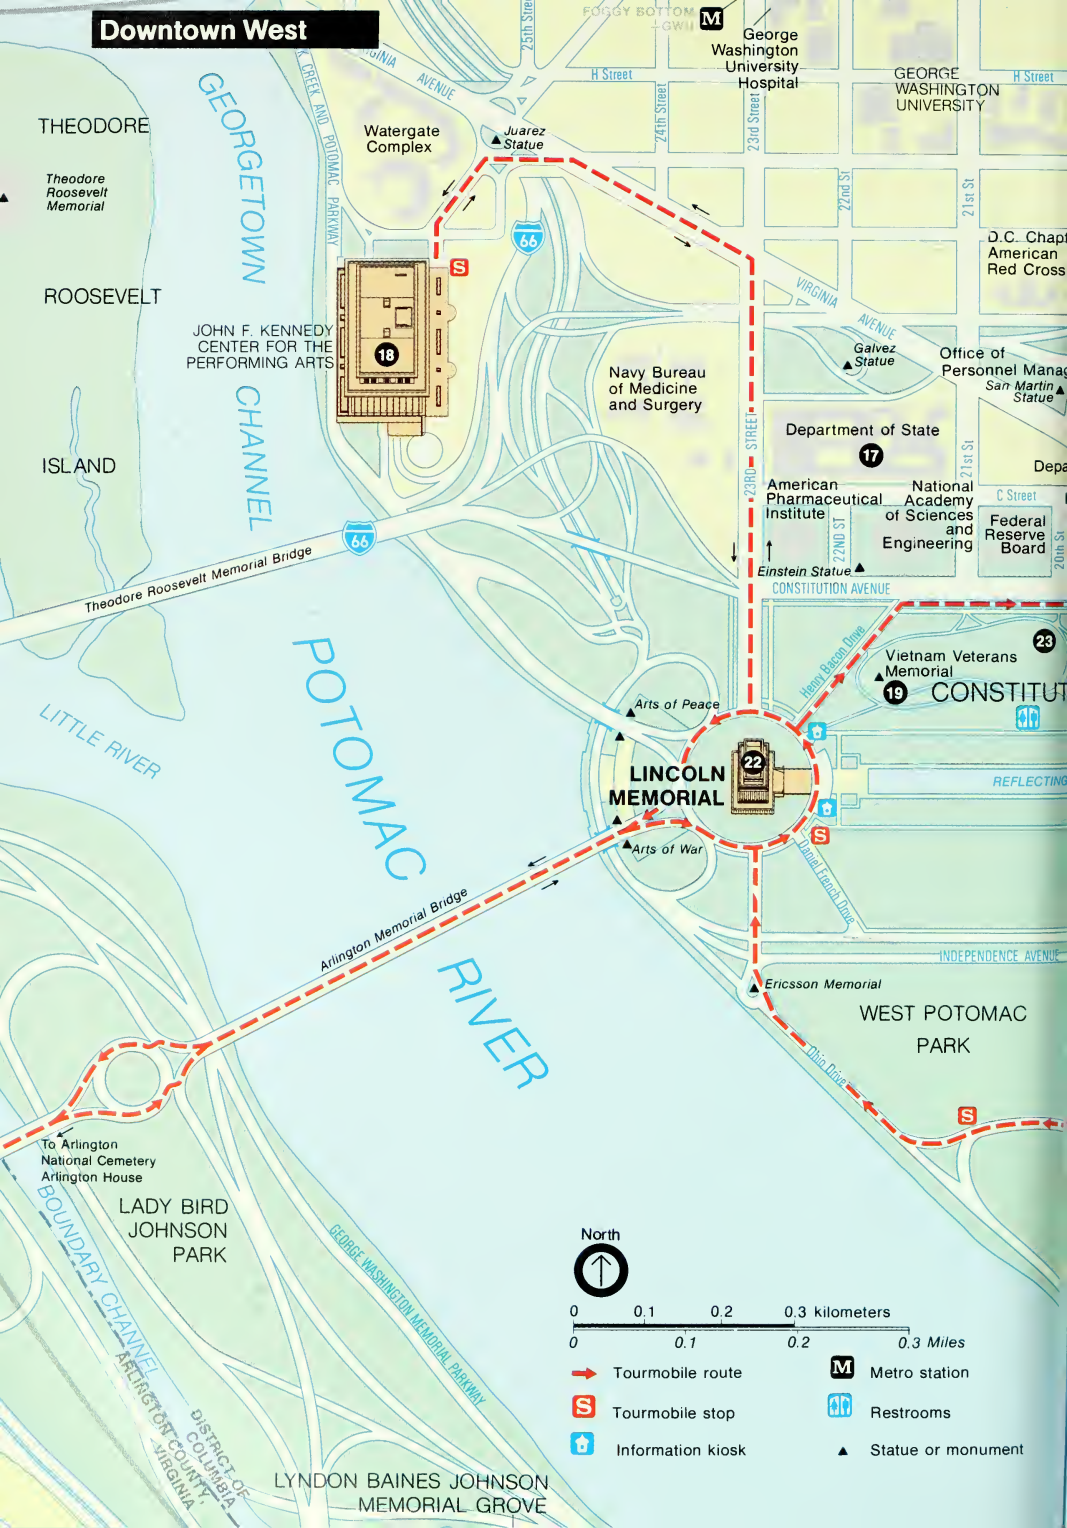 Downtown West
FOGGY BOTTOM
GWU
M
George
Washington
University
Hospital
25th Street
VIRGINIA AVENUE
H Street
H Street
GEORGE
WASHINGTON
UNIVERSITY
24th Street
23rd Street
22nd St
21st St
THEODORE
Theodore
Roosevelt
Memorial
ROOSEVELT
ISLAND
GEORGETOWN
CHANNEL
CREEK AND POTOMAC PARKWAY
Watergate
Complex
Juarez
Statue
66
S
JOHN F. KENNEDY
CENTER FOR THE
PERFORMING ARTS
18
D.C. Chapt
American
Red Cross
VIRGINIA
AVENUE
Galvez
Statue
Office of
Personnel Manag
San Martin
Statue
Navy Bureau
of Medicine
and Surgery
Department of State
17
23RD STREET
21st St
Depa
American
Pharmaceutical
Institute
National
Academy
of Sciences
and
Engineering
22ND ST
C Street
Federal
Reserve
Board
20th St
Einstein Statue
CONSTITUTION AVENUE
66
Theodore Roosevelt Memorial Bridge
LITTLE RIVER
POTOMAC
RIVER
Henry Bacon Drive
23
Vietnam Veterans
Memorial
19
CONSTITUT
Arts of Peace
22
LINCOLN
MEMORIAL
REFLECTING
S
Arts of War
Daniel French Drive
Arlington Memorial Bridge
INDEPENDENCE AVENUE
Ericsson Memorial
WEST POTOMAC
PARK
Ohio Drive
S
To Arlington
National Cemetery
Arlington House
LADY BIRD
JOHNSON
PARK
BOUNDARY CHANNEL
GEORGE WASHINGTON MEMORIAL PARKWAY
ARLINGTON COUNTY,
VIRGINIA
DISTRICT OF
COLUMBIA
LYNDON BAINES JOHNSON
MEMORIAL GROVE
North
0 0.1 0.2 0.3 kilometers
0 0.1 0.2 0.3 Miles
Tourmobile route
S Tourmobile stop
Information kiosk
M Metro station
Restrooms
Statue or monument